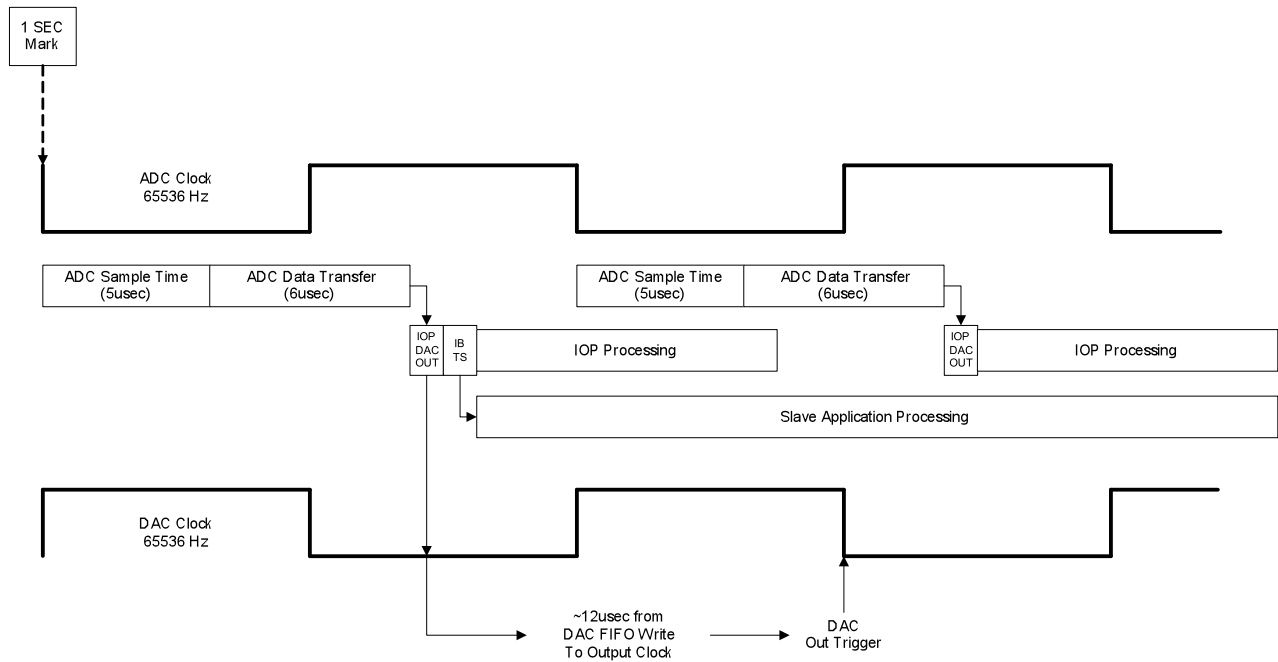 1 SEC
Mark
ADC Clock
65536 Hz
ADC Sample Time
(5usec)
ADC Data Transfer
(6usec)
ADC Sample Time
(5usec)
ADC Data Transfer
(6usec)
IOP
DAC
OUT
IB
TS
IOP Processing
IOP
DAC
OUT
IOP Processing
Slave Application Processing
DAC Clock
65536 Hz
~12usec from
DAC FIFO Write
To Output Clock
DAC
Out Trigger